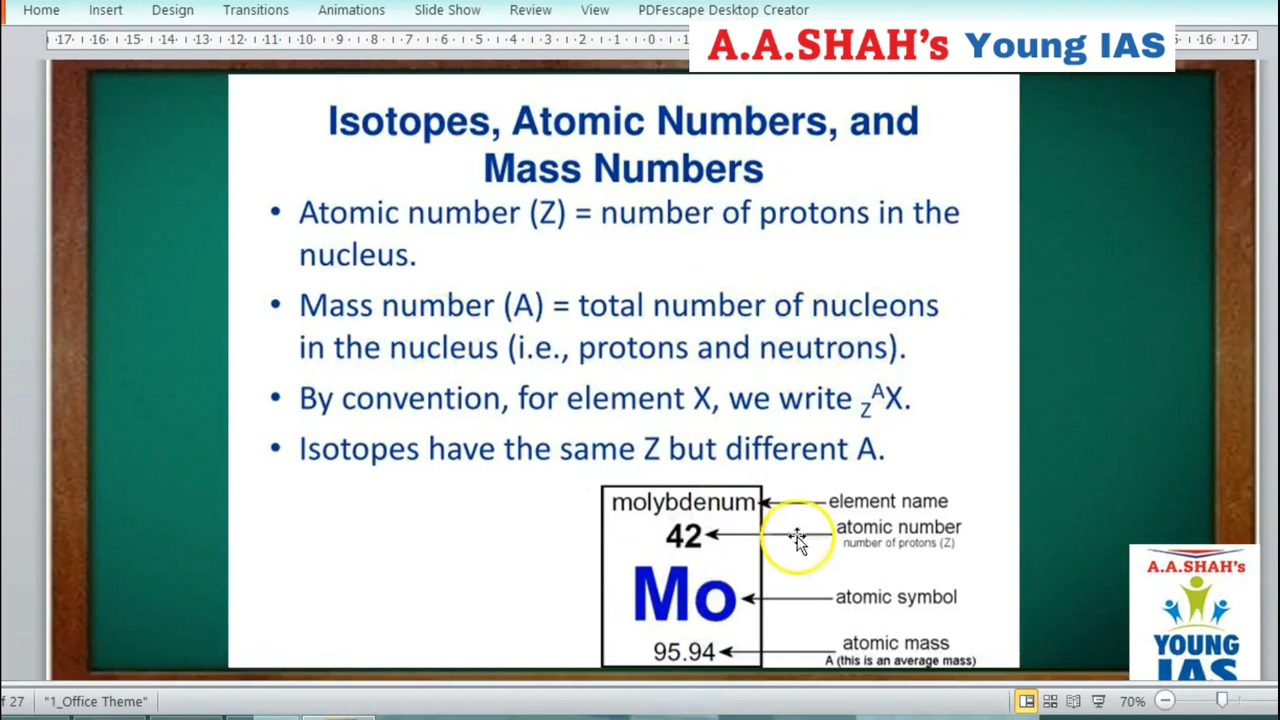 Home Insert Design Transitions Animations Slide Show Review View PDFescape Desktop Creator
A.A.SHAH's Young IAS
Isotopes, Atomic Numbers, and
Mass Numbers
• Atomic number (Z) = number of protons in the
nucleus.
• Mass number (A) = total number of nucleons
in the nucleus (i.e., protons and neutrons).
• By convention, for element X, we write ZAX.
• Isotopes have the same Z but different A.
molybdenum
element name
42
atomic number
number of protons (Z)
Mo
atomic symbol
95.94
atomic mass
A (this is an average mass)
A.A.SHAH's
YOUNG
IAS
of 27 "1_Office Theme" 70%